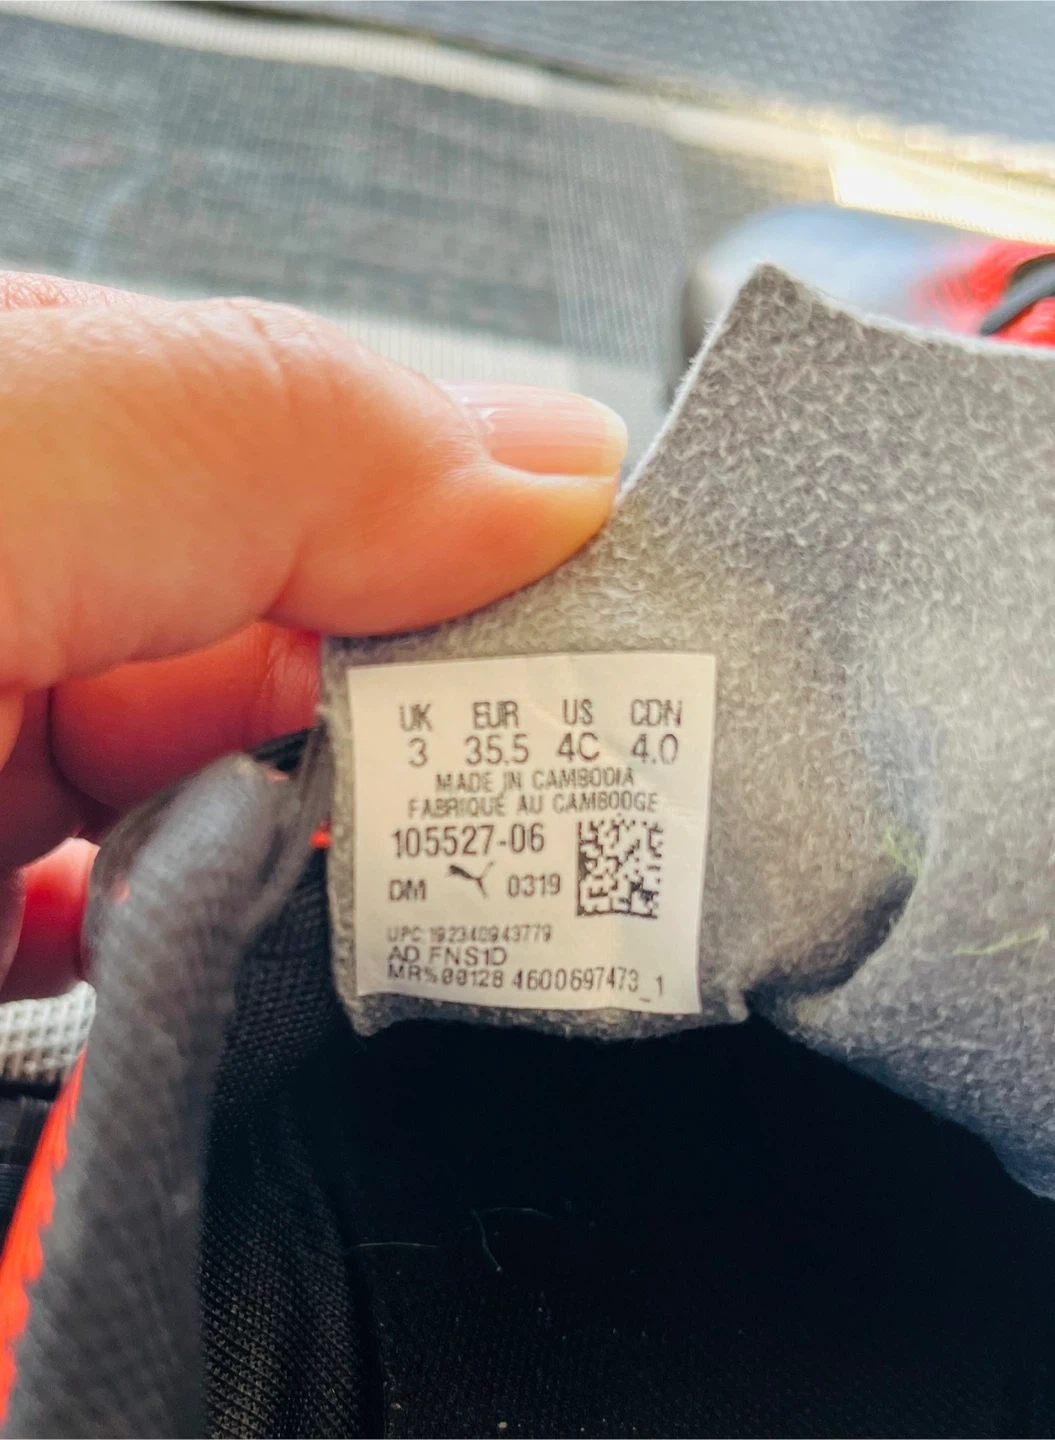 UK EUR US CDN
3 35.5 4C 4.0
MADE IN CAMBODIA
FABRIQUÉ AU CAMBODGE
105527-06
DM 0319
UPC:192340943779
AD FNS1D
MR%00128 4600697473_1